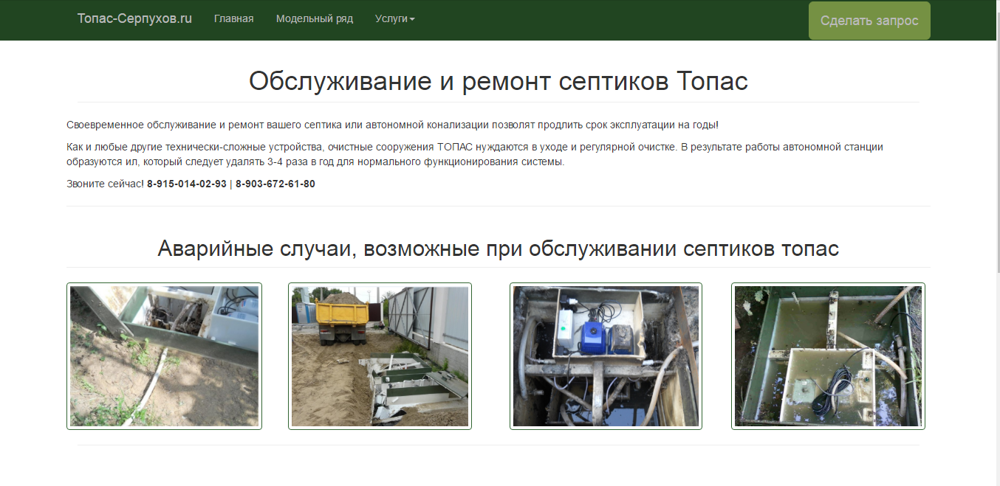 Топас-Серпухов.ru Главная Модельный ряд Услуги Сделать запрос
Обслуживание и ремонт септиков Топас
Своевременное обслуживание и ремонт вашего септика или автономной конализации позволят продлить срок эксплуатации на годы!
Как и любые другие технически-сложные устройства, очистные сооружения ТОПАС нуждаются в уходе и регулярной очистке. В результате работы автономной станции
образуются ил, который следует удалять 3-4 раза в год для нормального функционирования системы.
Звоните сейчас! 8-915-014-02-93 | 8-903-672-61-80
Аварийные случаи, возможные при обслуживании септиков топас